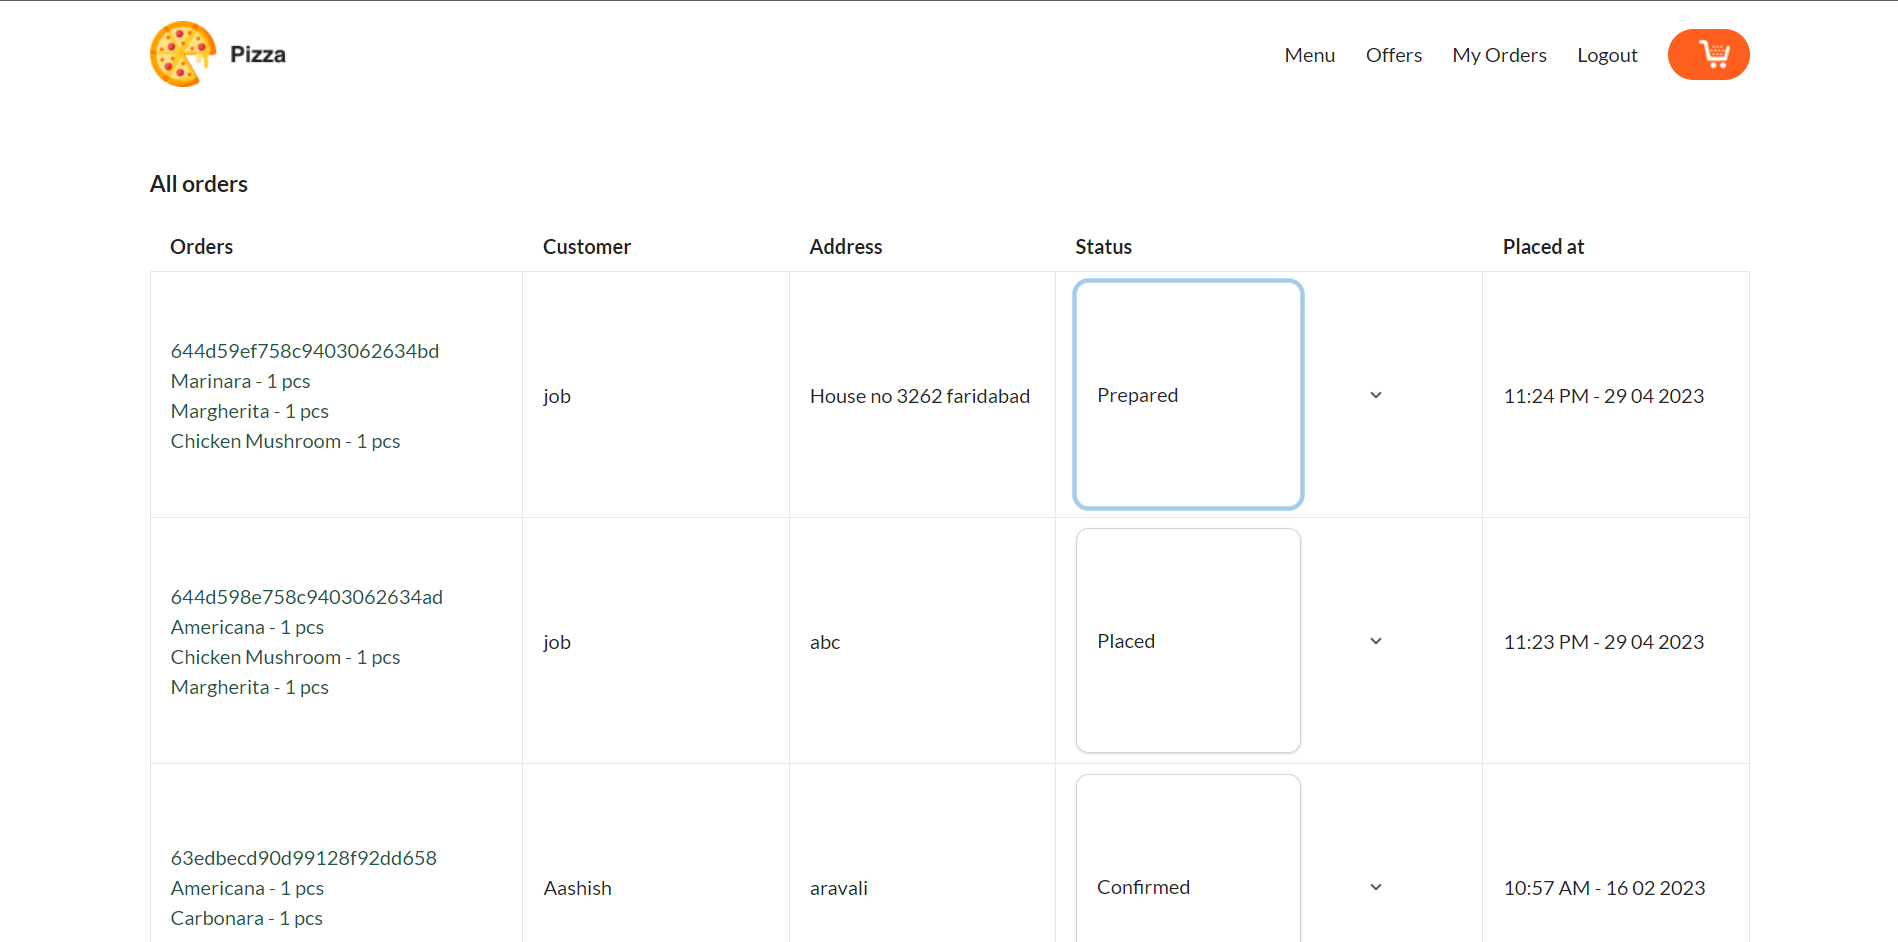 Pizza
Menu Offers My Orders Logout
All orders
Orders Customer Address Status Placed at
644d59ef758c9403062634bd
Marinara - 1 pcs
Margherita - 1 pcs
Chicken Mushroom - 1 pcs
job
House no 3262 faridabad
Prepared
11:24 PM - 29 04 2023
644d598e758c9403062634ad
Americana - 1 pcs
Chicken Mushroom - 1 pcs
Margherita - 1 pcs
job
abc
Placed
11:23 PM - 29 04 2023
63edbecd90d99128f92dd658
Americana - 1 pcs
Carbonara - 1 pcs
Aashish
aravali
Confirmed
10:57 AM - 16 02 2023